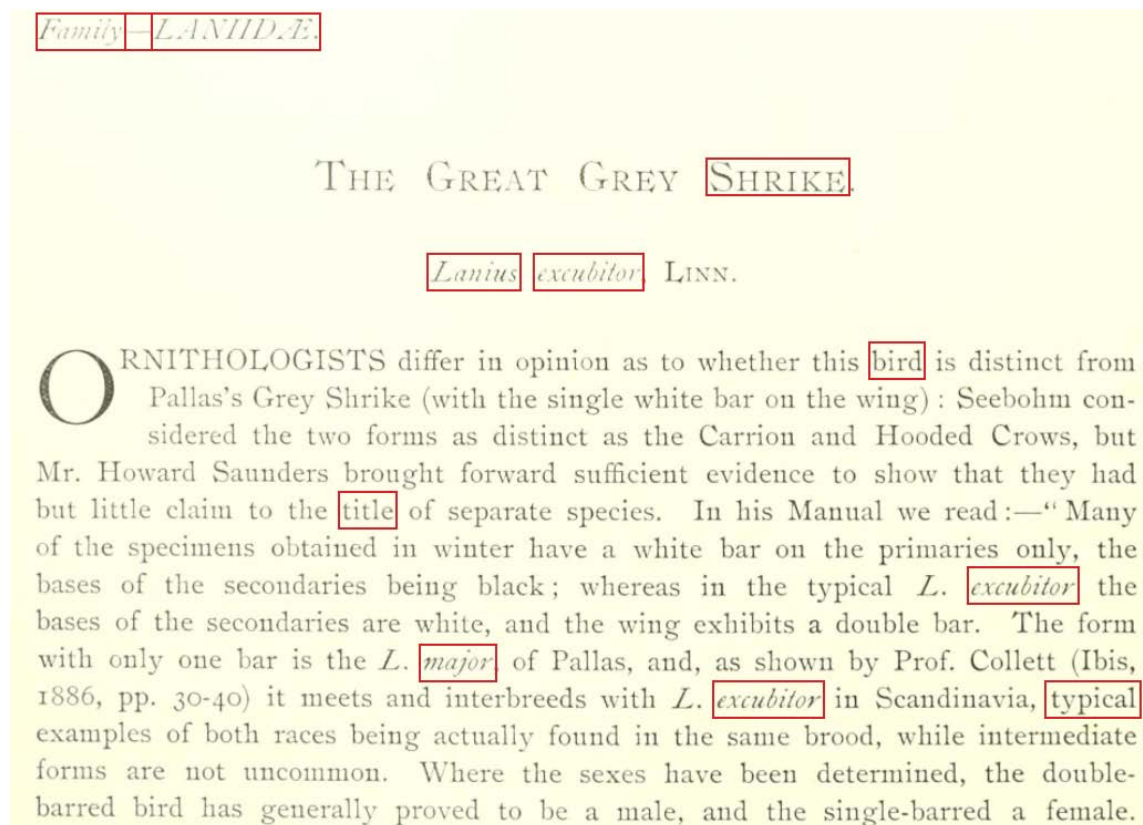 Family—LANIIDÆ.
The Great Grey Shrike.
Lanius excubitor, Linn.
ORNITHOLOGISTS differ in opinion as to whether this bird is distinct from
Pallas's Grey Shrike (with the single white bar on the wing) : Seebohm con-
sidered the two forms as distinct as the Carrion and Hooded Crows, but
Mr. Howard Saunders brought forward sufficient evidence to show that they had
but little claim to the title of separate species. In his Manual we read :—“ Many
of the specimens obtained in winter have a white bar on the primaries only, the
bases of the secondaries being black ; whereas in the typical L. excubitor the
bases of the secondaries are white, and the wing exhibits a double bar. The form
with only one bar is the L. major, of Pallas, and, as shown by Prof. Collett (Ibis,
1886, pp. 30-40) it meets and interbreeds with L. excubitor in Scandinavia, typical
examples of both races being actually found in the same brood, while intermediate
forms are not uncommon. Where the sexes have been determined, the double-
barred bird has generally proved to be a male, and the single-barred a female.